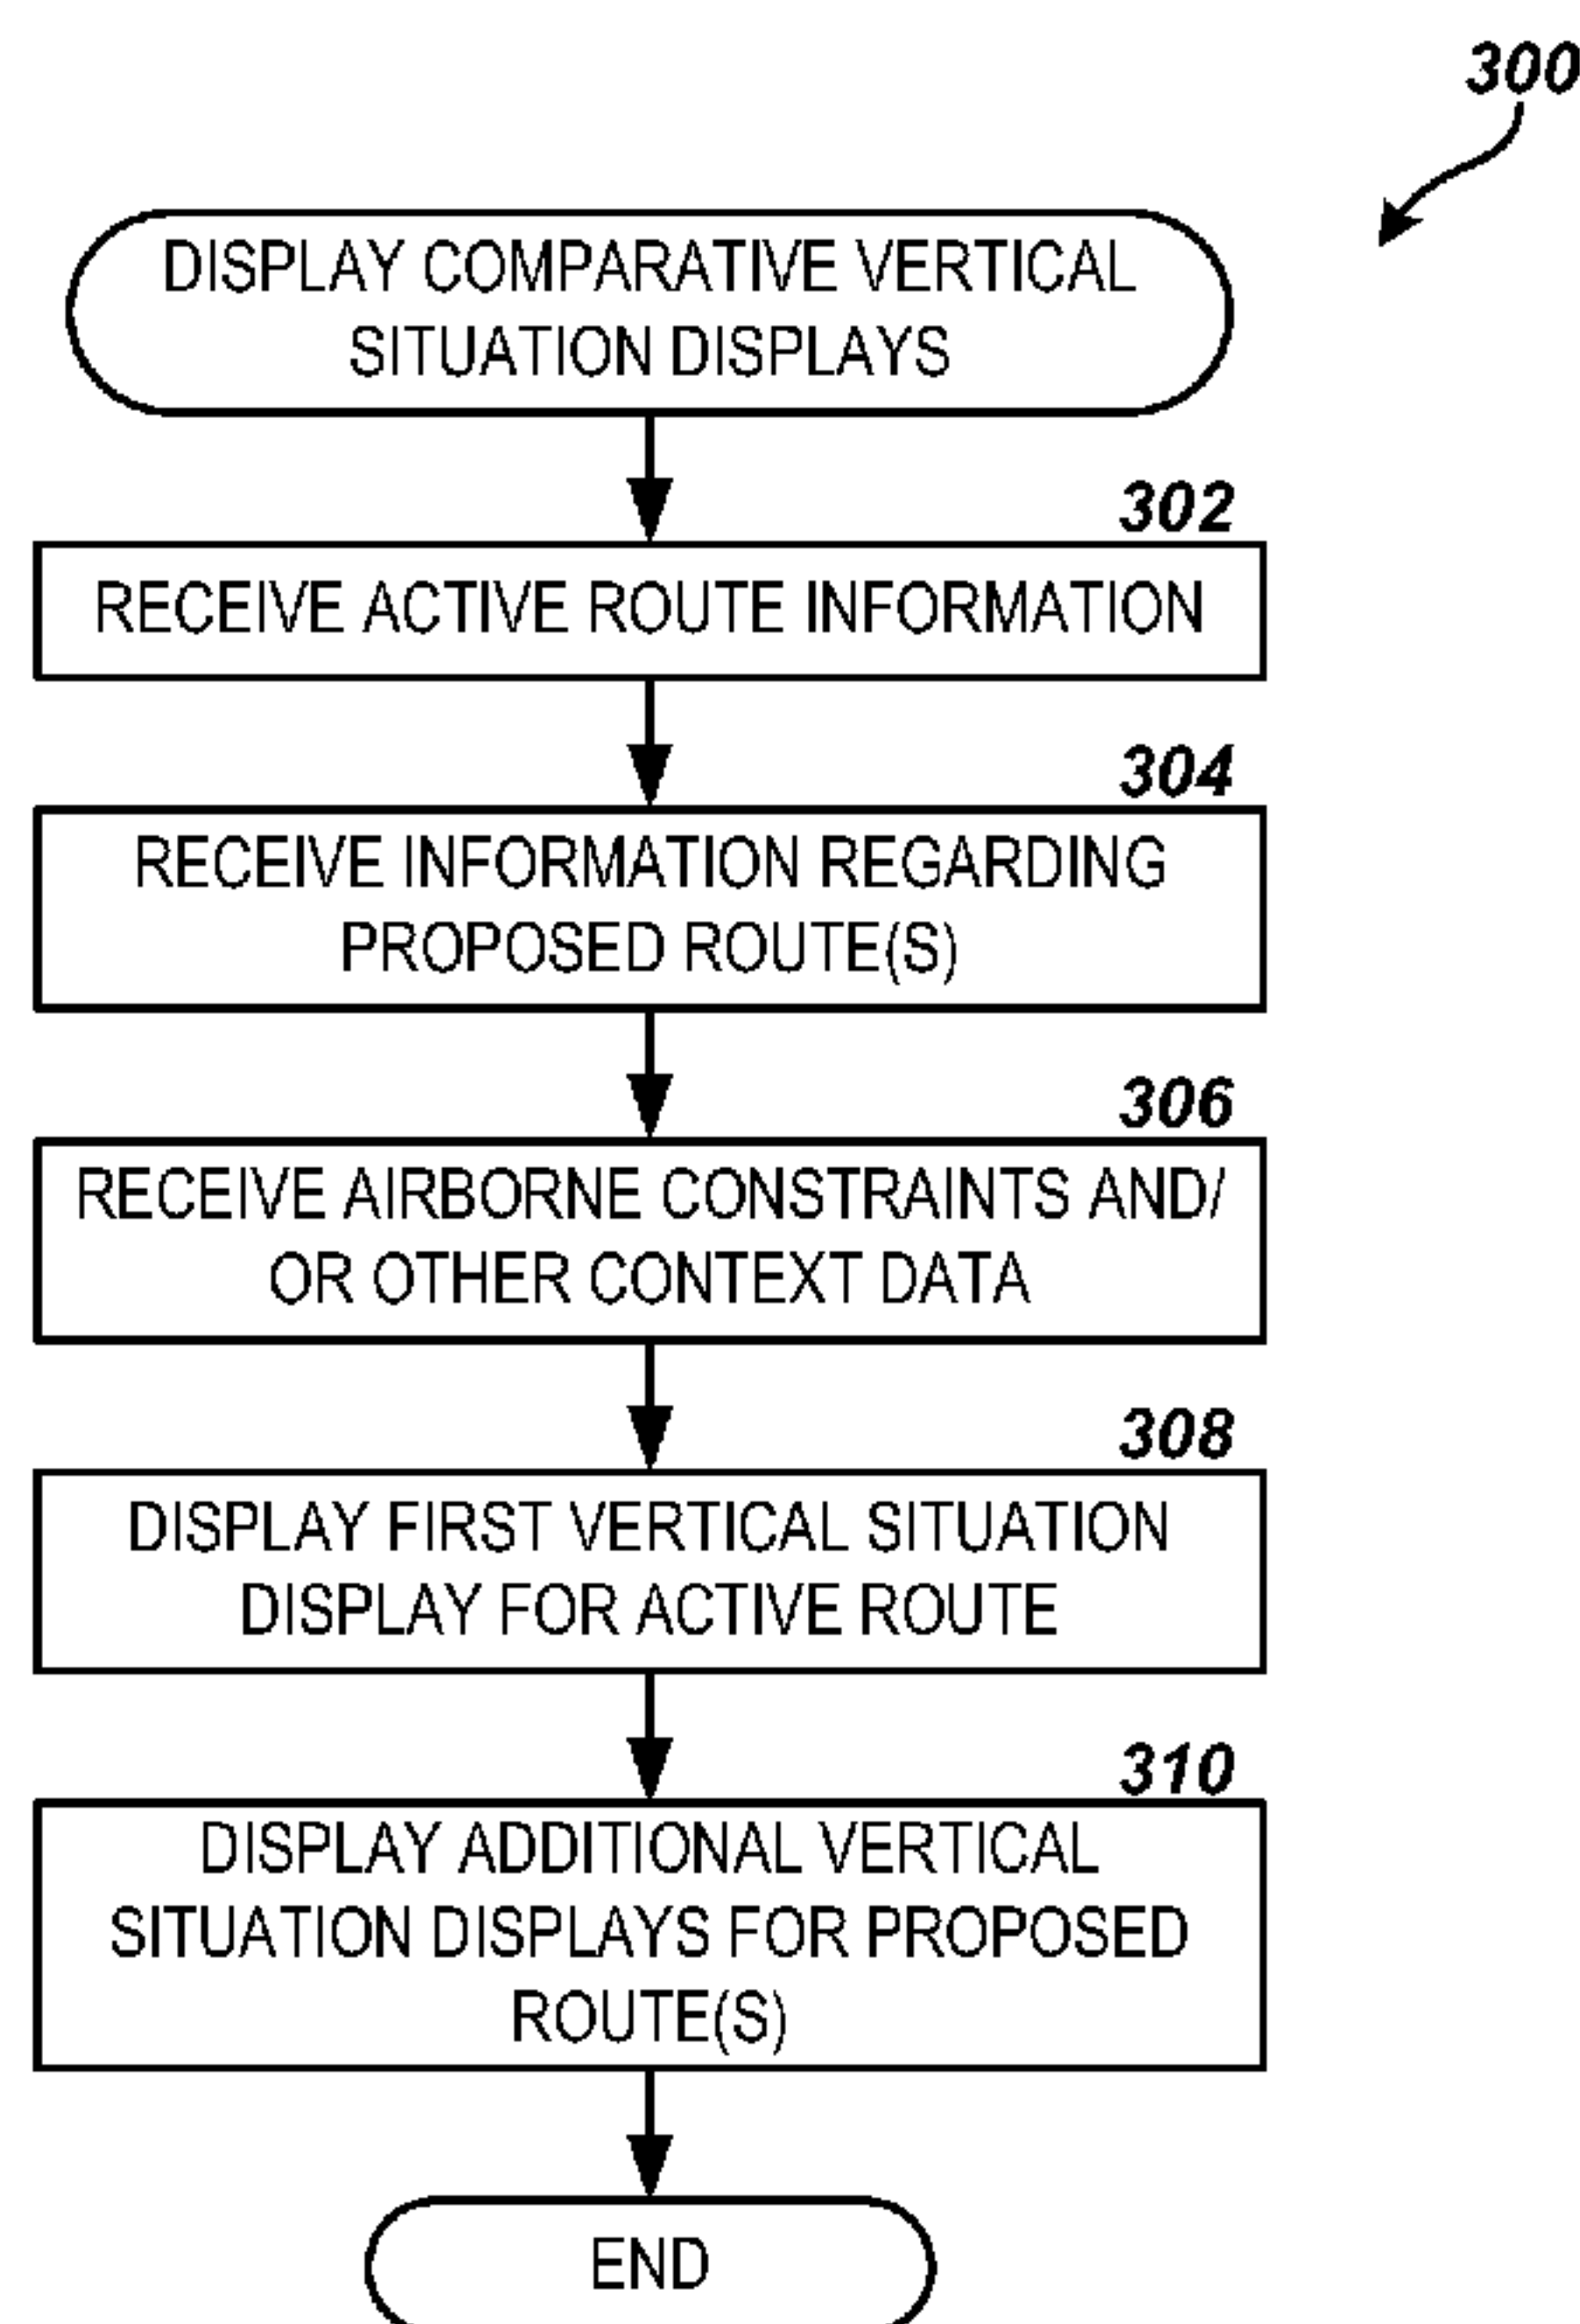 300
DISPLAY COMPARATIVE VERTICAL
SITUATION DISPLAYS
302
RECEIVE ACTIVE ROUTE INFORMATION
304
RECEIVE INFORMATION REGARDING
PROPOSED ROUTE(S)
306
RECEIVE AIRBORNE CONSTRAINTS AND/
OR OTHER CONTEXT DATA
308
DISPLAY FIRST VERTICAL SITUATION
DISPLAY FOR ACTIVE ROUTE
310
DISPLAY ADDITIONAL VERTICAL
SITUATION DISPLAYS FOR PROPOSED
ROUTE(S)
END